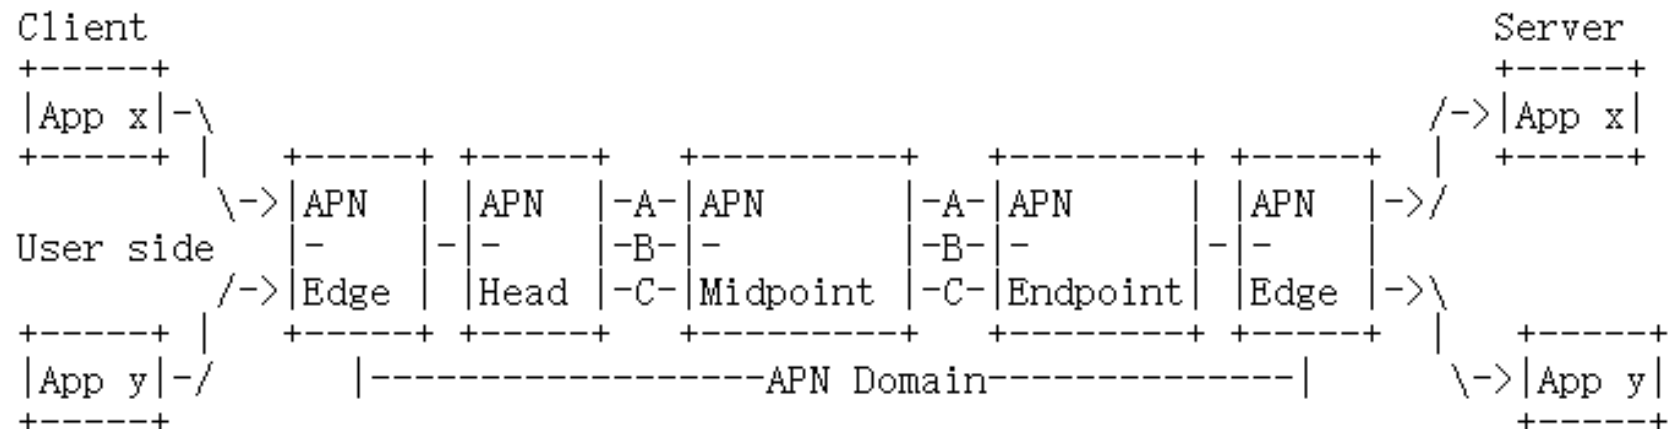 Client                                                                            Server
+-----+                                                                           +-----+
|App x|-\                                                                     /->|App x|
+-----+  |    +------+ +------+    +----------+    +---------+ +------+   |   +-----+
          \->|APN   | |APN   |-A-|APN       |-A-|APN      | |APN   |->/
User side    |-     |-|-     |-B-|-         |-B-|-        |-|-     |
          /->|Edge  | |Head  |-C-|Midpoint  |-C-|Endpoint| |Edge  |->\
+-----+  |    +------+ +------+    +----------+    +---------+ +------+   |    +-----+
|App y|-/       |-----------------APN Domain--------------|       \->|App y|
+-----+                                                                            +-----+